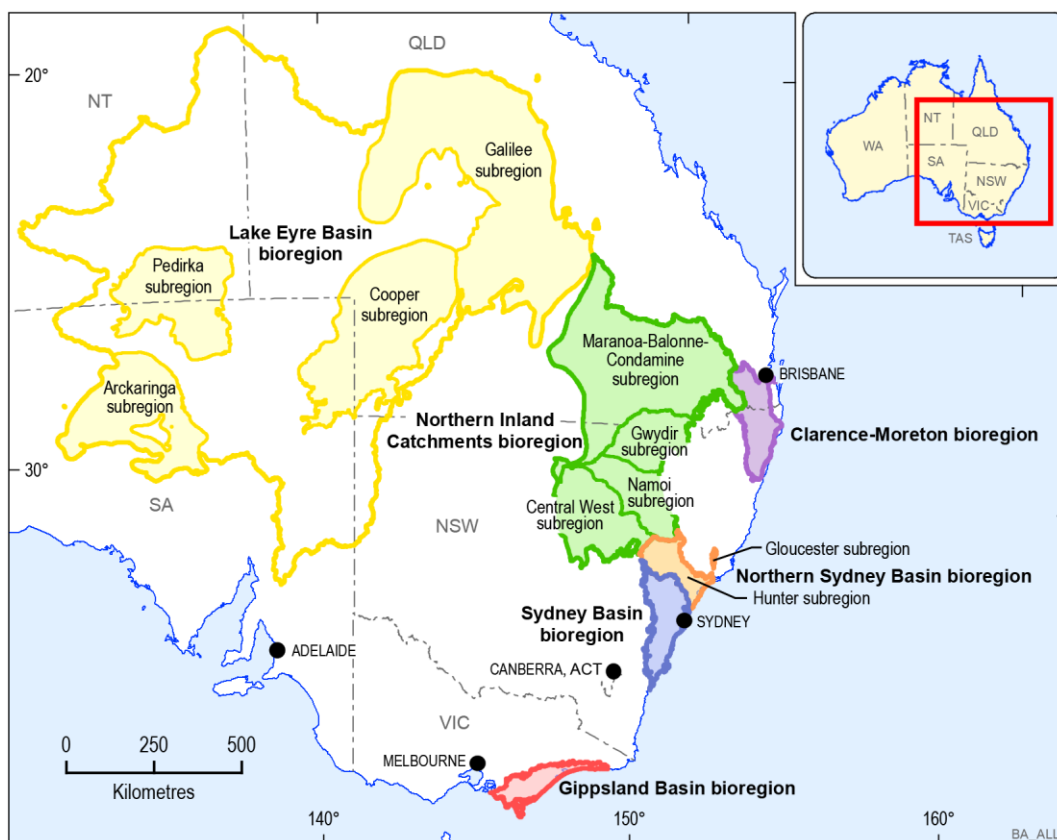 QLD
20°
NT
Galilee
subregion
Lake Eyre Basin
bioregion
Pedirka
subregion
Cooper
subregion
Maranoa-Balonne-
Condamine
subregion
Arckaringa
subregion
BRISBANE
Northern Inland
Catchments bioregion
Gwydir
subregion
Clarence-Moreton bioregion
30°
SA
Namoi
subregion
Central West
subregion
NSW
Gloucester subregion
Northern Sydney Basin bioregion
Hunter subregion
Sydney Basin
bioregion
SYDNEY
ADELAIDE
CANBERRA, ACT
VIC
0 250 500
Kilometres
MELBOURNE
Gippsland Basin bioregion
140°
150°
160°
BA_ALL
NT
QLD
WA
SA
NSW
VIC
TAS